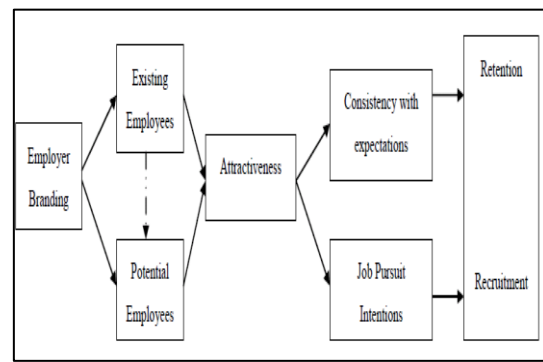 Employer
Branding
Existing
Employees
Potential
Employees
Attractiveness
Consistency with
expectations
Job Pursuit
Intentions
Retention
Recruitment